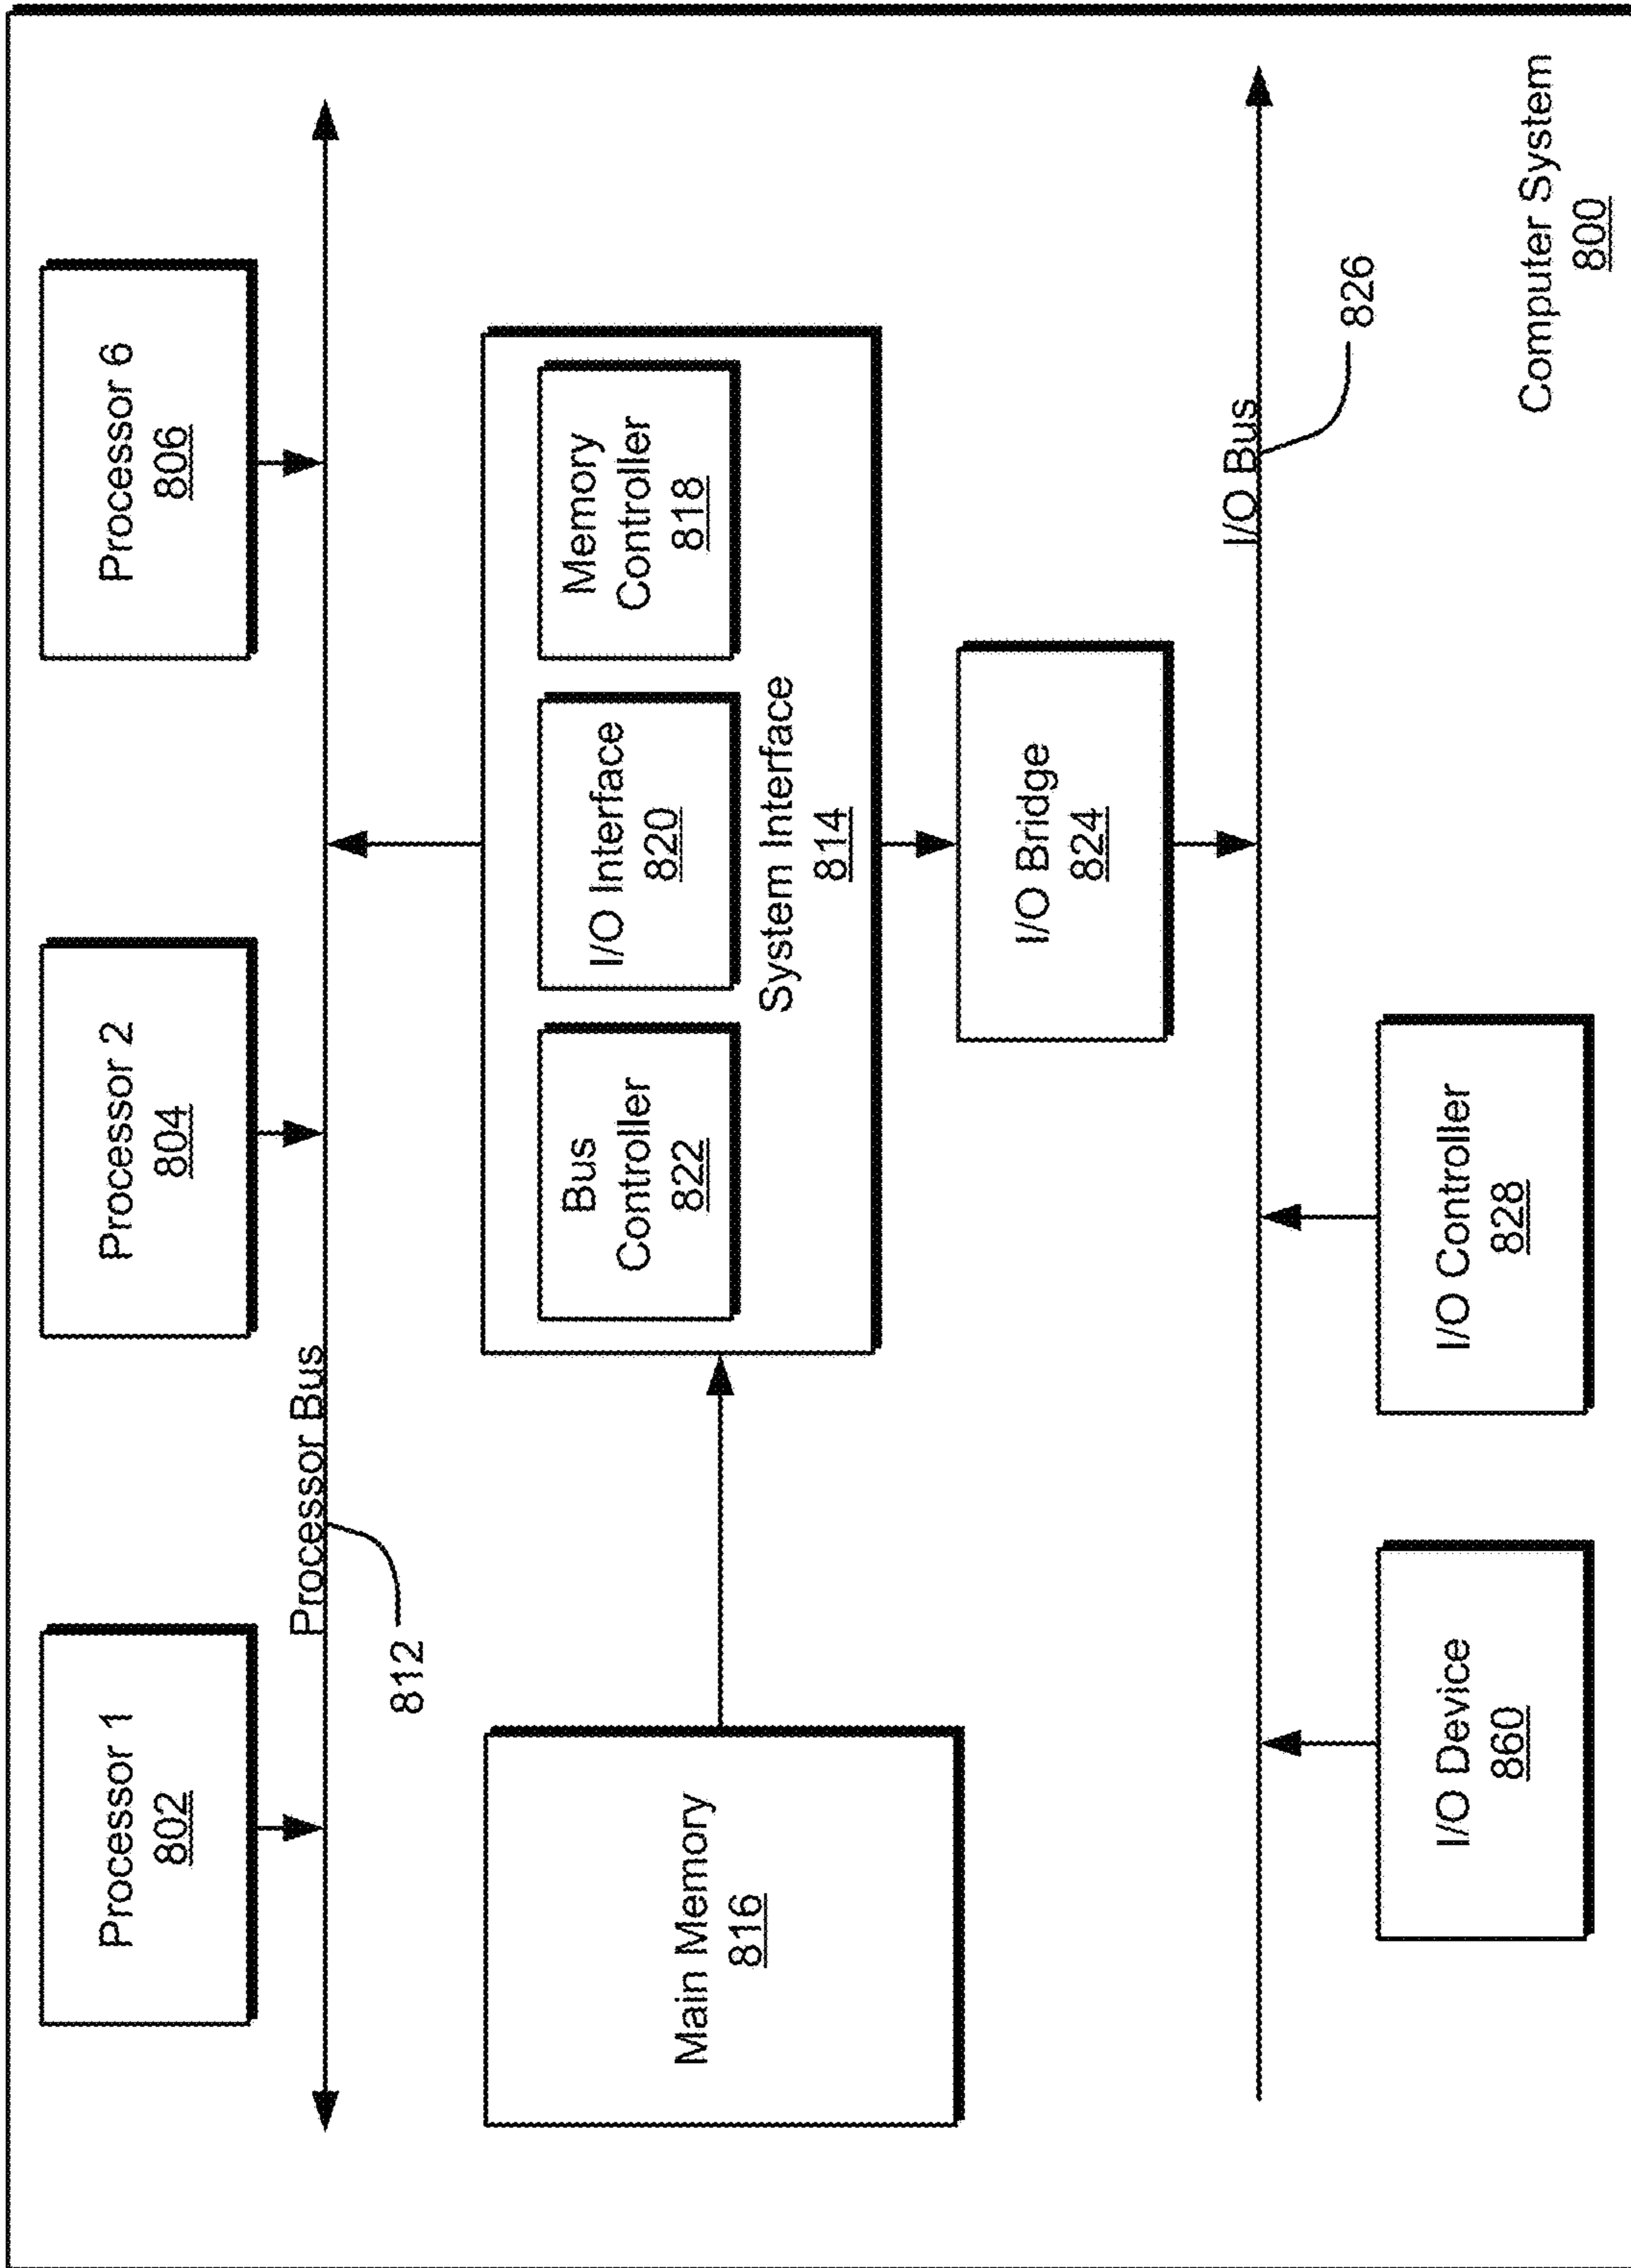 Processor 1
802
Processor 2
804
Processor 6
806
Processor Bus
812
Main Memory
816
Bus
Controller
822
I/O Interface
820
Memory
Controller
818
System Interface
814
I/O Bridge
824
I/O Bus
826
I/O Device
860
I/O Controller
828
Computer System
800